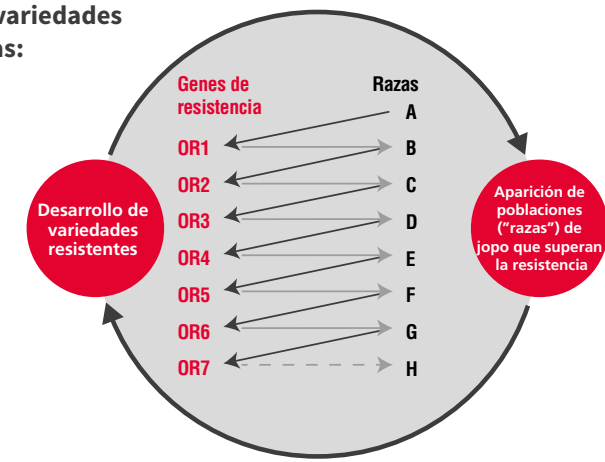 variedades
as:
Genes de
resistencia
Razas
A
OR1
B
OR2
C
OR3
D
OR4
E
OR5
F
OR6
G
OR7
H
Desarrollo de
variedades
resistentes
Aparición de
poblaciones
("razas") de
jopo que superan
la resistencia